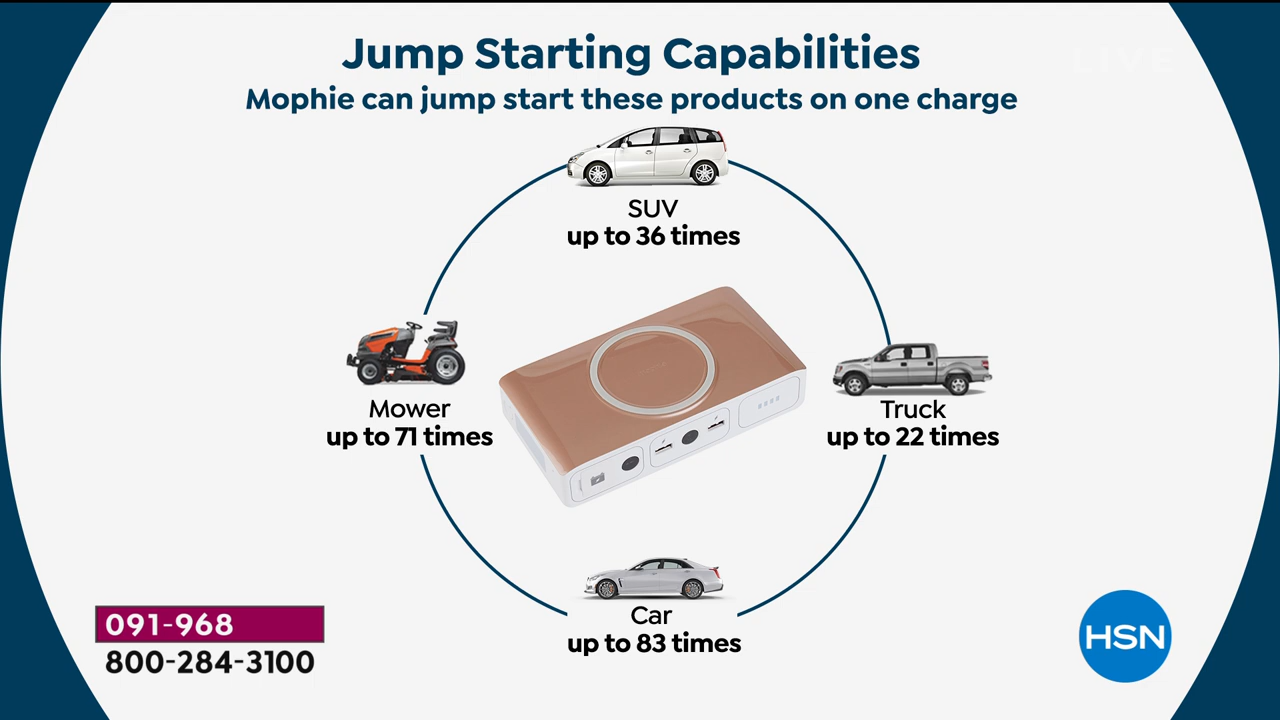 Jump Starting Capabilities
LIVE
Mophie can jump start these products on one charge
SUV
up to 36 times
Mower
up to 71 times
Truck
up to 22 times
Car
up to 83 times
091-968
800-284-3100
HSN